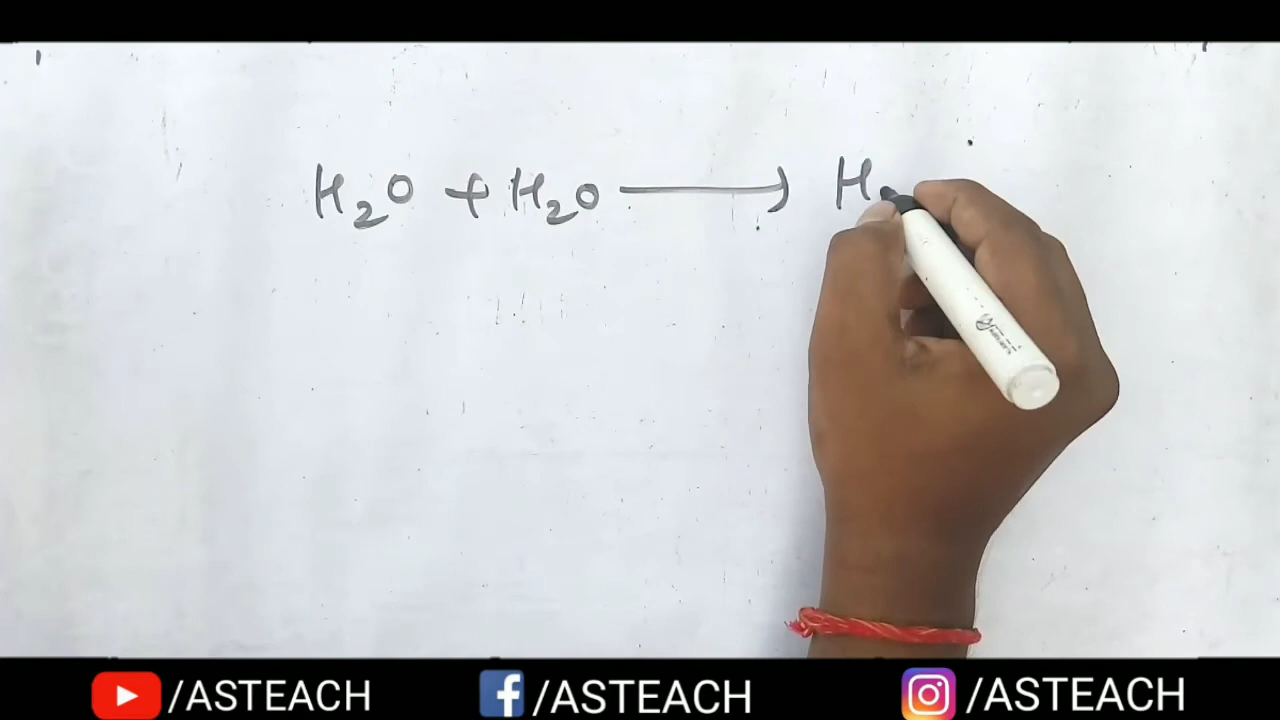 H₂O + H₂O ⟶ H
/ASTEACH /ASTEACH /ASTEACH